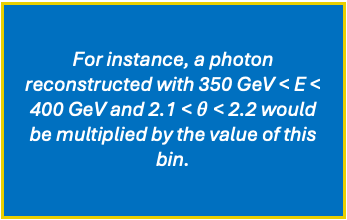 For instance, a photon
reconstructed with 350 GeV < E <
400 GeV and 2.1 < θ < 2.2 would
be multiplied by the value of this
bin.